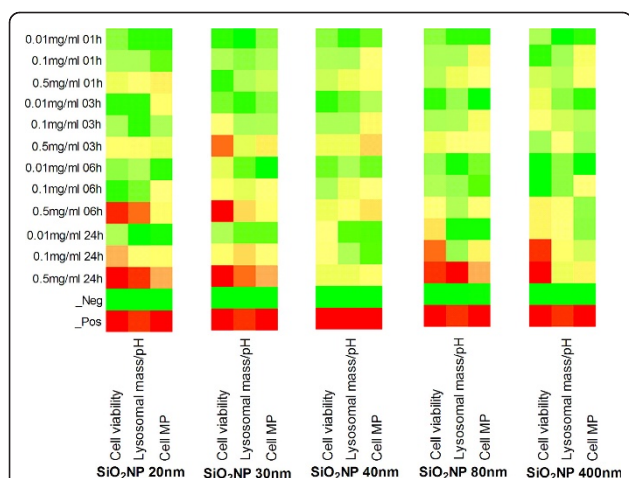 0.01mg/ml 01h
0.1mg/ml 01h
0.5mg/ml 01h
0.01mg/ml 03h
0.1mg/ml 03h
0.5mg/ml 03h
0.01mg/ml 06h
0.1mg/ml 06h
0.5mg/ml 06h
0.01mg/ml 24h
0.1mg/ml 24h
0.5mg/ml 24h
_Neg
_Pos
Cell viability
Lysosomal mass/pH
Cell MP
SiO₂NP 20nm
Cell viability
Lysosomal mass/pH
Cell MP
SiO₂NP 30nm
Cell viability
Lysosomal mass/pH
Cell MP
SiO₂NP 40nm
Cell viability
Lysosomal mass/pH
Cell MP
SiO₂NP 80nm
Cell viability
Lysosomal mass/pH
Cell MP
SiO₂NP 400nm